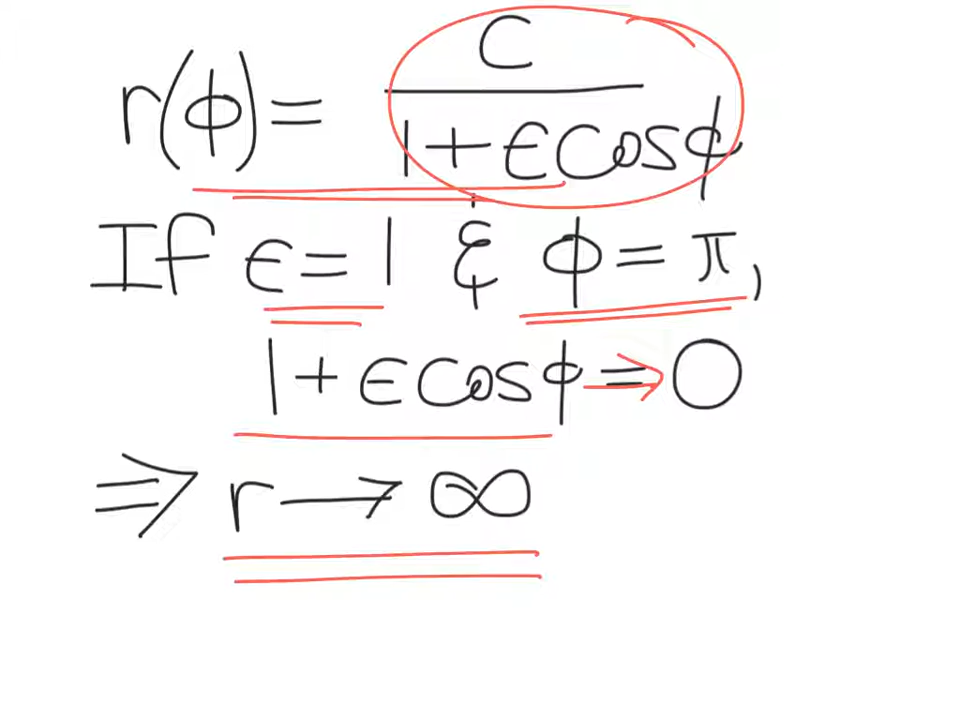 r(ϕ) = C / 1 + ϵ Cos ϕ
If ϵ = 1 & ϕ = π,
1 + ϵ cos ϕ ⇒ 0
⇒ r → ∞